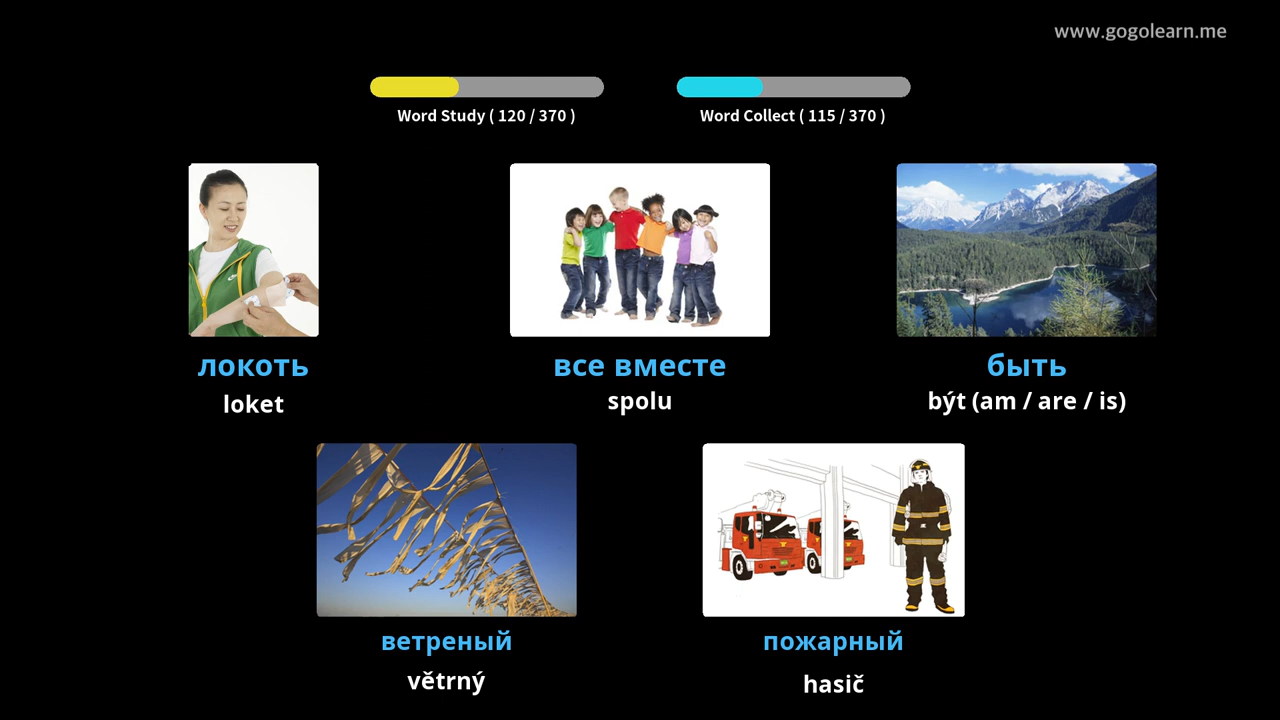 www.gogolearn.me
Word Study ( 120 / 370 )
Word Collect ( 115 / 370 )
локоть
loket
все вместе
spolu
быть
být (am / are / is)
ветреный
větrný
пожарный
hasič